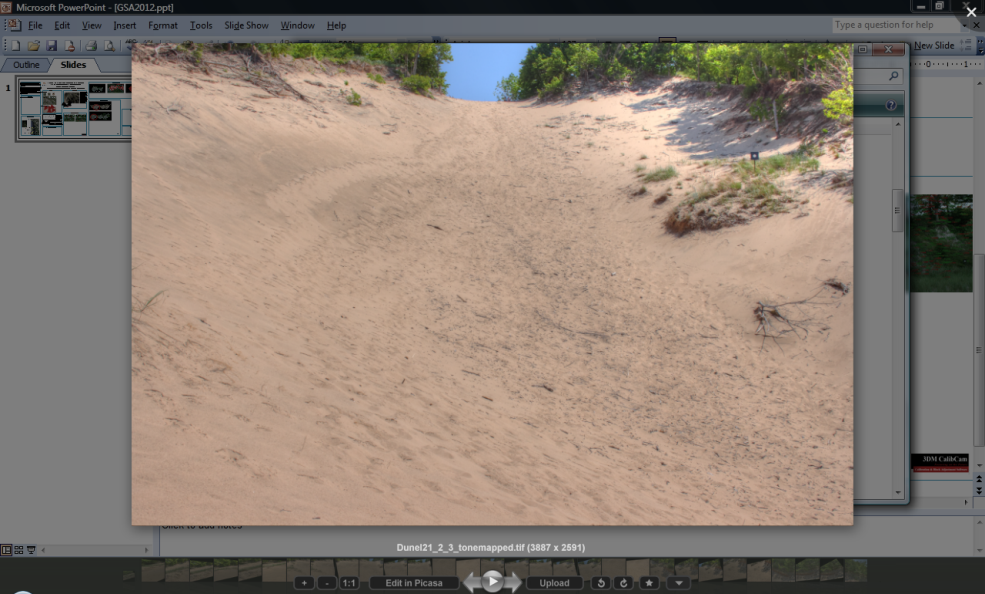 Microsoft PowerPoint - [GSA2012.ppt]
File Edit View Insert Format Tools Slide Show Window Help
Type a question for help
New Slide
Outline Slides
1
3DM CalibCam
Click to add notes
Dunel21_2_3_tonemapped.tif (3887 x 2591)
+ - 1:1 Edit in Picasa Upload